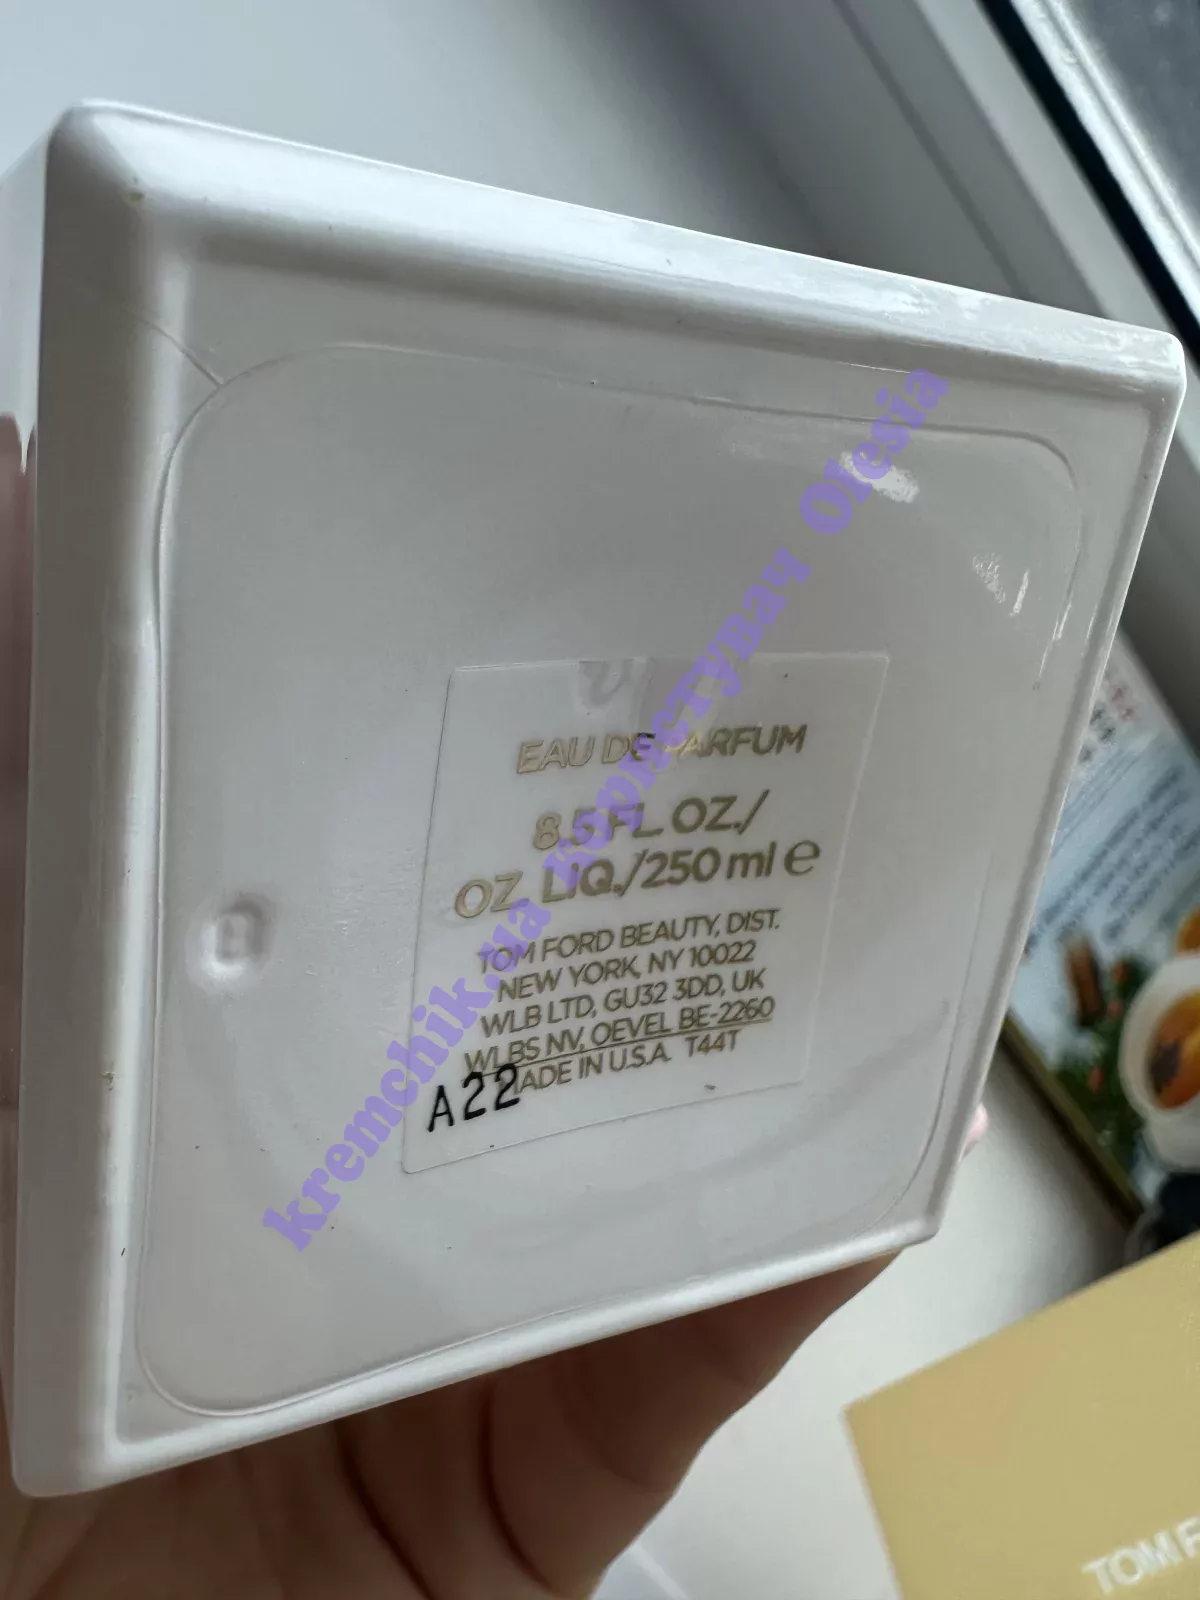 EAU DE PARFUM
8.5 FL. OZ./
OZ. LIQ./250 ml e
TOM FORD BEAUTY, DIST.
NEW YORK, NY 10022
WLB LTD, GU32 3DD, UK
WLBS NV, OEVEL BE-2260
MADE IN U.S.A. T44T
A22
kremchik.ua користувач Olesia
TOM F